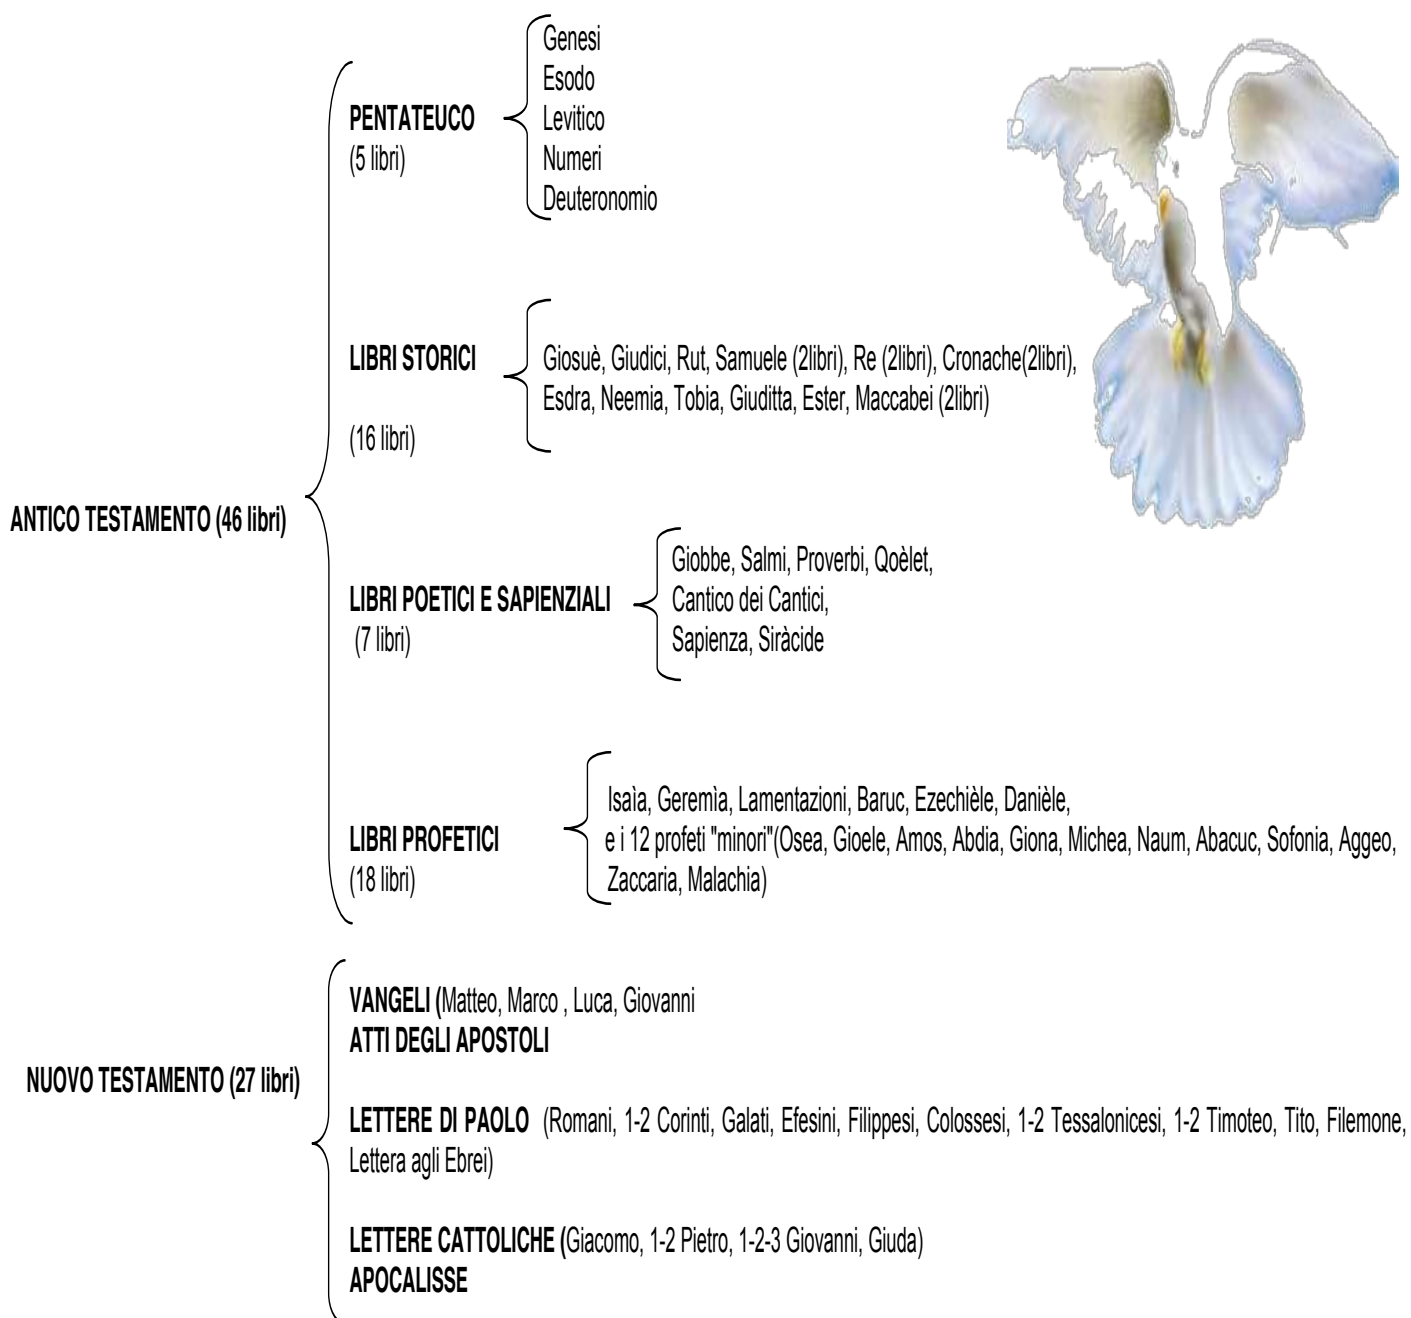 Genesi
Esodo
PENTATEUCO
Levitico
(5 libri)
Numeri
Deuteronomio
LIBRI STORICI
Giosuè, Giudici, Rut, Samuele (2libri), Re (2libri), Cronache(2libri),
Esdra, Neemia, Tobia, Giuditta, Ester, Maccabei (2libri)
(16 libri)
ANTICO TESTAMENTO (46 libri)
Giobbe, Salmi, Proverbi, Qoèlet,
LIBRI POETICI E SAPIENZIALI
Cantico dei Cantici,
(7 libri)
Sapienza, Siràcide
Isaìa, Geremìa, Lamentazioni, Baruc, Ezechièle, Danièle,
LIBRI PROFETICI
e i 12 profeti "minori"(Osea, Gioele, Amos, Abdia, Giona, Michea, Naum, Abacuc, Sofonia, Aggeo,
(18 libri)
Zaccaria, Malachia)
VANGELI (Matteo, Marco , Luca, Giovanni
ATTI DEGLI APOSTOLI
NUOVO TESTAMENTO (27 libri)
LETTERE DI PAOLO (Romani, 1-2 Corinti, Galati, Efesini, Filippesi, Colossesi, 1-2 Tessalonicesi, 1-2 Timoteo, Tito, Filemone,
Lettera agli Ebrei)
LETTERE CATTOLICHE (Giacomo, 1-2 Pietro, 1-2-3 Giovanni, Giuda)
APOCALISSE